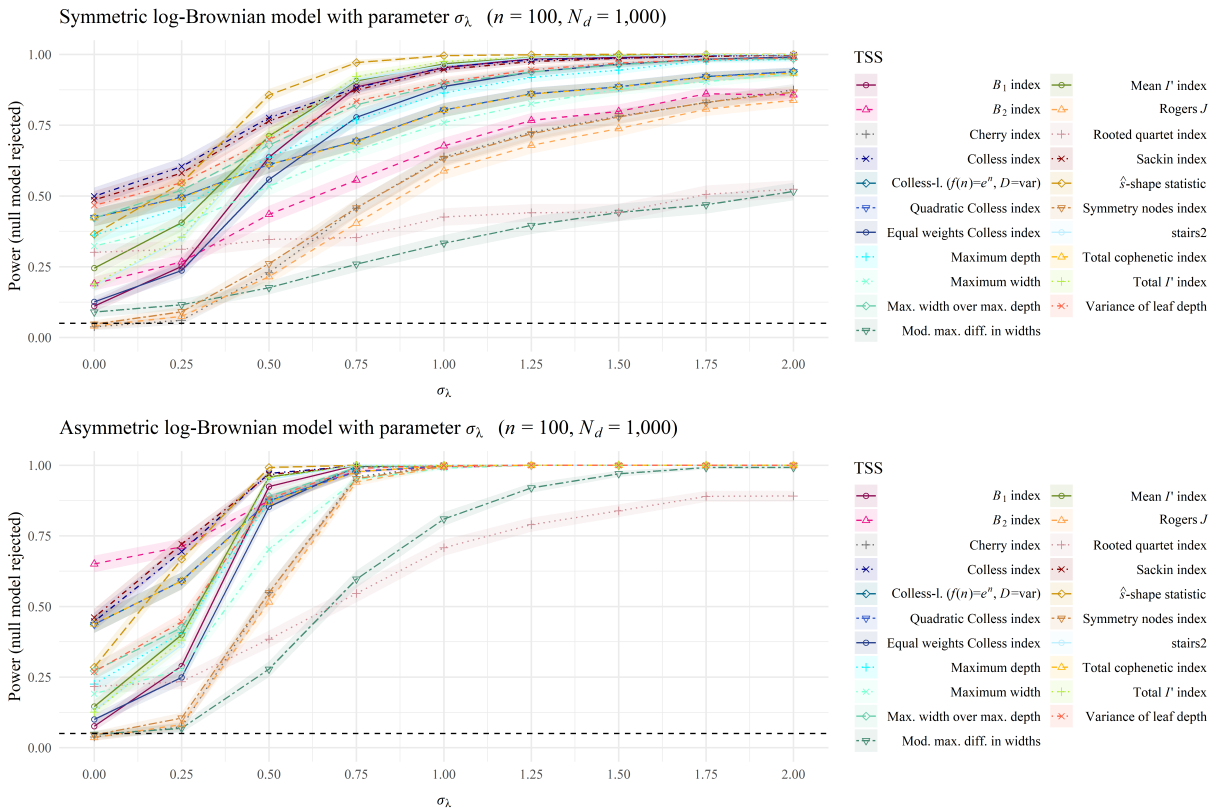 Symmetric log-Brownian model with parameter σλ (n = 100, Nd = 1,000)
Power (null model rejected)
1.00
0.75
0.50
0.25
0.00
0.00 0.25 0.50 0.75 1.00 1.25 1.50 1.75 2.00
σλ
TSS
B1 index
B2 index
Cherry index
Colless index
Colless-l. (f(n)=e^n, D=var)
Quadratic Colless index
Equal weights Colless index
Maximum depth
Maximum width
Max. width over max. depth
Mod. max. diff. in widths
Mean I' index
Rogers J
Rooted quartet index
Sackin index
ŝ-shape statistic
Symmetry nodes index
stairs2
Total cophenetic index
Total I' index
Variance of leaf depth
Asymmetric log-Brownian model with parameter σλ (n = 100, Nd = 1,000)
Power (null model rejected)
1.00
0.75
0.50
0.25
0.00
0.00 0.25 0.50 0.75 1.00 1.25 1.50 1.75 2.00
σλ
TSS
B1 index
B2 index
Cherry index
Colless index
Colless-l. (f(n)=e^n, D=var)
Quadratic Colless index
Equal weights Colless index
Maximum depth
Maximum width
Max. width over max. depth
Mod. max. diff. in widths
Mean I' index
Rogers J
Rooted quartet index
Sackin index
ŝ-shape statistic
Symmetry nodes index
stairs2
Total cophenetic index
Total I' index
Variance of leaf depth